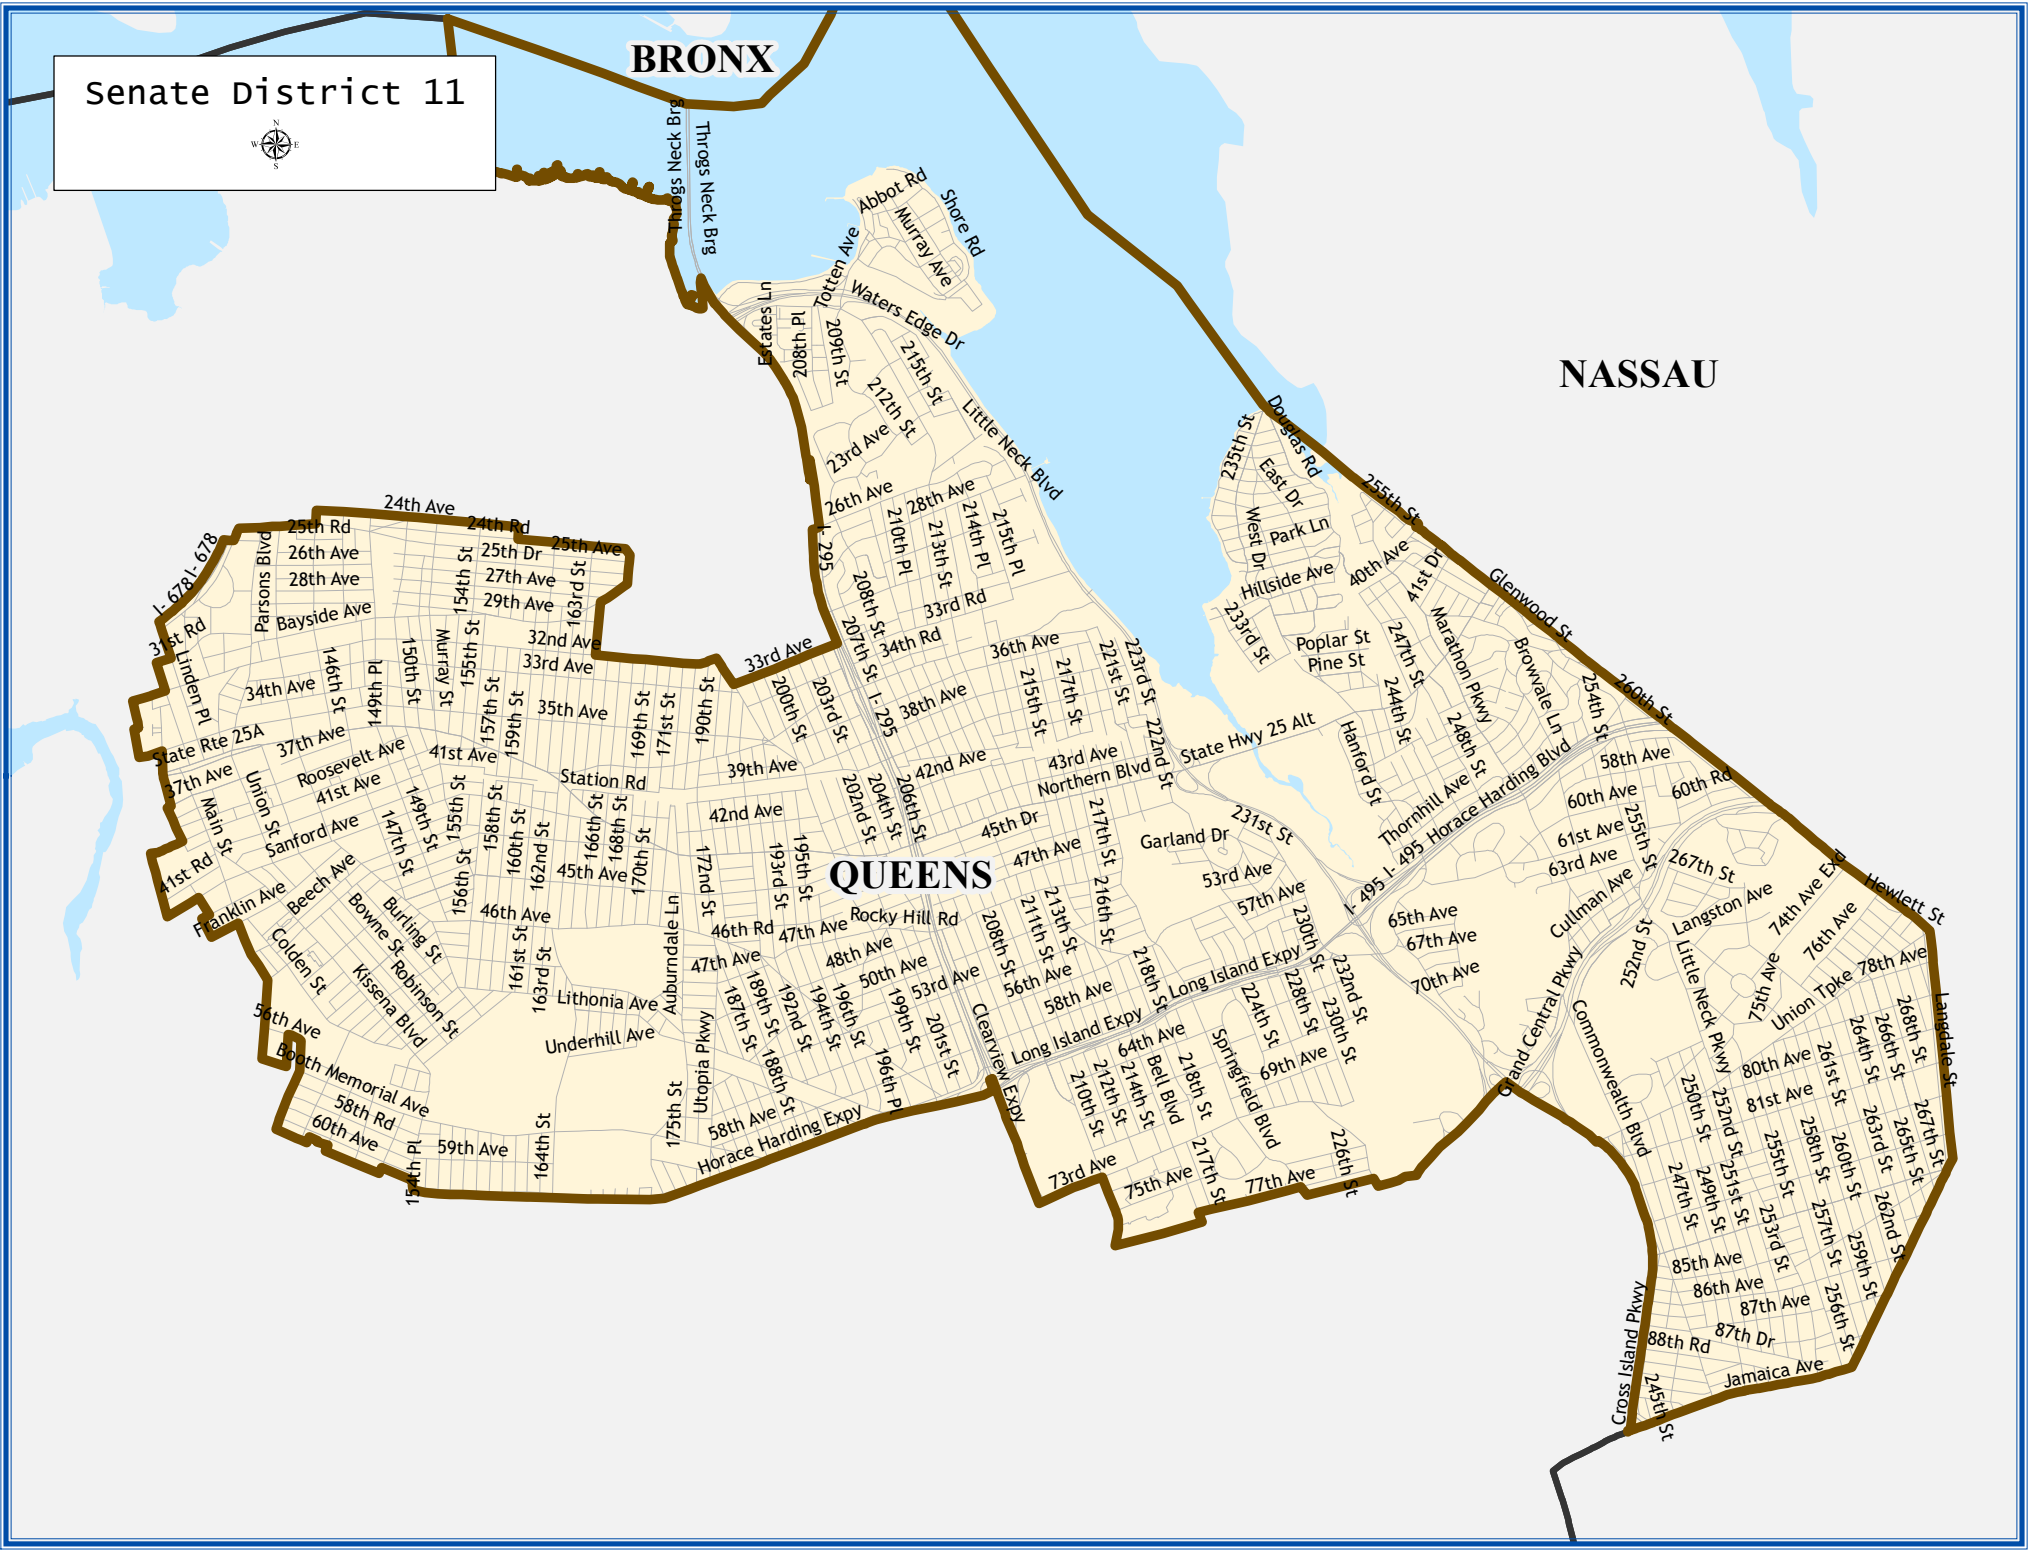 BRONX
Senate District 11
N
W
E
S
Throgs Neck Brg
Throgs Neck Brg
Abbot Rd
Shore Rd
Murray Ave
Totten Ave
Waters Edge Dr
Estates Ln
208th Pl
209th St
215th St
212th St
NASSAU
Little Neck Blvd
23rd Ave
Douglas Rd
235th St
East Dr
255th St
26th Ave
28th Ave
210th Pl
213th St
214th Pl
215th Pl
West Dr
Park Ln
24th Ave
24th Rd
25th Rd
25th Dr
25th Ave
I- 295
I- 678
I- 678
Parsons Blvd
26th Ave
28th Ave
154th St
27th Ave
29th Ave
163rd St
Bayside Ave
31st Rd
Linden Pl
40th Ave
41st Dr
Hillside Ave
Glenwood St
208th St
33rd Rd
207th St
34th Rd
36th Ave
233rd St
Poplar St
Pine St
247th St
Marathon Pkwy
Browvale Ln
32nd Ave
33rd Ave
33rd Ave
146th St
149th Pl
150th St
Murray St
155th St
157th St
159th St
34th Ave
35th Ave
169th St
171st St
190th St
200th St
203rd St
I- 295
38th Ave
215th St
217th St
221st St
223rd St
222nd St
244th St
248th St
254th St
260th St
State Rte 25A
37th Ave
37th Ave
Roosevelt Ave
41st Ave
41st Ave
Station Rd
39th Ave
42nd Ave
43rd Ave
Northern Blvd
State Hwy 25 Alt
Hanford St
Thornhill Ave
I- 495 I- 495 Horace Harding Blvd
58th Ave
60th Ave
60th Rd
Main St
Union St
Sanford Ave
147th St
149th St
155th St
158th St
160th St
162nd St
166th St
168th St
170th St
42nd Ave
202nd St
204th St
206th St
45th Dr
47th Ave
217th St
Garland Dr
231st St
61st Ave
63rd Ave
255th St
267th St
41st Rd
Franklin Ave
Beech Ave
Bowne St
Burling St
156th St
45th Ave
46th Ave
172nd St
193rd St
195th St
QUEENS
Rocky Hill Rd
53rd Ave
57th Ave
216th St
65th Ave
67th Ave
70th Ave
Cullman Ave
Langston Ave
74th Ave Exd
76th Ave
Hewlett St
Colden St
Kissena Blvd
Robinson St
161st St
163rd St
Auburndale Ln
46th Rd
47th Ave
47th Ave
48th Ave
50th Ave
53rd Ave
208th St
211th St
213th St
56th Ave
58th Ave
218th St
Long Island Expy
Long Island Expy
230th St
232nd St
252nd St
Little Neck Pkwy
75th Ave
Union Tpke
78th Ave
56th Ave
Lithonia Ave
Underhill Ave
187th St
189th St
192nd St
194th St
196th St
199th St
201st St
Clearview Expy
224th St
228th St
230th St
Grand Central Pkwy
Commonwealth Blvd
Booth Memorial Ave
58th Rd
60th Ave
154th Pl
59th Ave
164th St
175th St
Utopia Pkwy
188th St
196th Pl
58th Ave
Horace Harding Expy
64th Ave
210th St
212th St
214th St
Bell Blvd
218th St
Springfield Blvd
69th Ave
73rd Ave
75th Ave
217th St
77th Ave
226th St
80th Ave
81st Ave
261st St
264th St
266th St
268th St
Langdale St
250th St
252nd St
255th St
258th St
260th St
263rd St
265th St
267th St
247th St
249th St
251st St
253rd St
257th St
259th St
262nd St
85th Ave
86th Ave
87th Ave
256th St
88th Rd
87th Dr
Jamaica Ave
Cross Island Pkwy
245th St